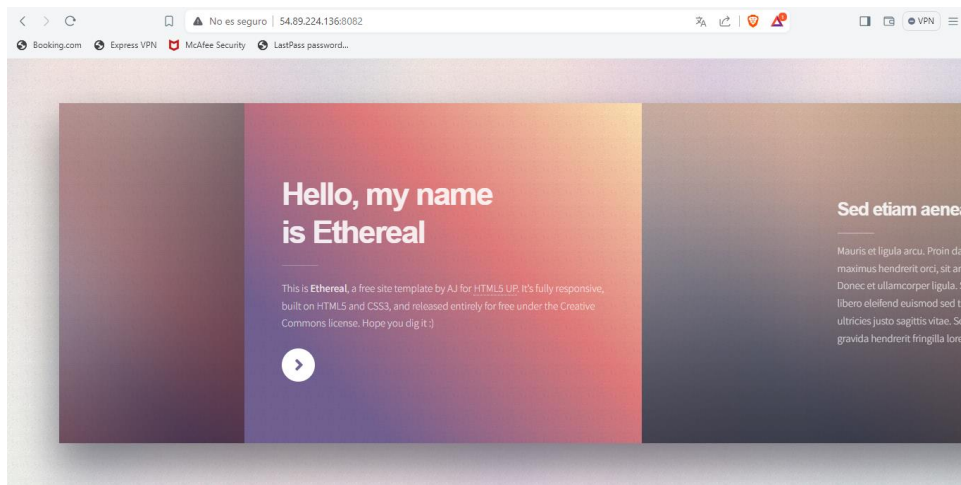 No es seguro 54.89.224.136:8082
VPN
Booking.com Express VPN McAfee Security LastPass password...
Hello, my name
is Ethereal
This is Ethereal, a free site template by AJ for HTML5 UP. It's fully responsive,
built on HTML5 and CSS3, and released entirely for free under the Creative
Commons license. Hope you dig it :)
Sed etiam
Mauris et ligula arcu. Proin
maximus hendrerit orci, sit
Donec et ullamcorper ligula.
libero eleifend euismod sed
ultricies justo sagittis vitae.
gravida hendrerit fringilla